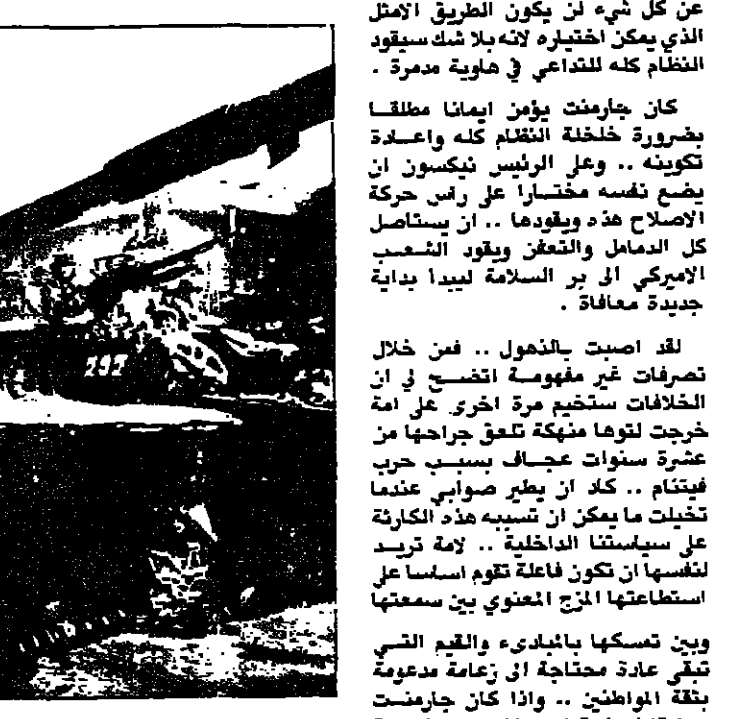 عن كل شيء لن يكون الطريق الامثل
الذي يمكن اختياره لانه بلا شك سيقود
النظام كله للتداعي في هاوية مدمرة .
كان جارمنت يؤمن ايمانا مطلقا
بضرورة خلخلة النظام كله واعادة
تكوينه .. وعلى الرئيس نيكسون ان
يضع نفسه مختارا على راس حركة
الاصلاح هذه ويقودها .. ان يستاصل
كل الدمامل والتعفن ويقود الشعب
الاميركي الى بر السلامة ليبدأ بداية
جديدة معافاة .
لقد اصبت بالذهول .. فمن خلال
تصرفات غير مفهومة اتضح لي ان
الخلافات ستخيم مرة اخرى على امة
خرجت لتوها منهكة تلعق جراحها من
عشرة سنوات عجاف بسبب حرب
فيتنام .. كاد ان يطير صوابي عندما
تخيلت ما يمكن ان تسببه هذه الكارثة
على سياستنا الداخلية .. لامة تريد
لنفسها ان تكون فاعلة تقوم اساسا على
استطاعتها المزج المعنوي بين سمعتها
وبين تمسكها بالمبادىء والقيم التي
تبقى عادة محتاجة الى زعامة مدعومة
بثقة المواطنين .. واذا كان جارمنت
292